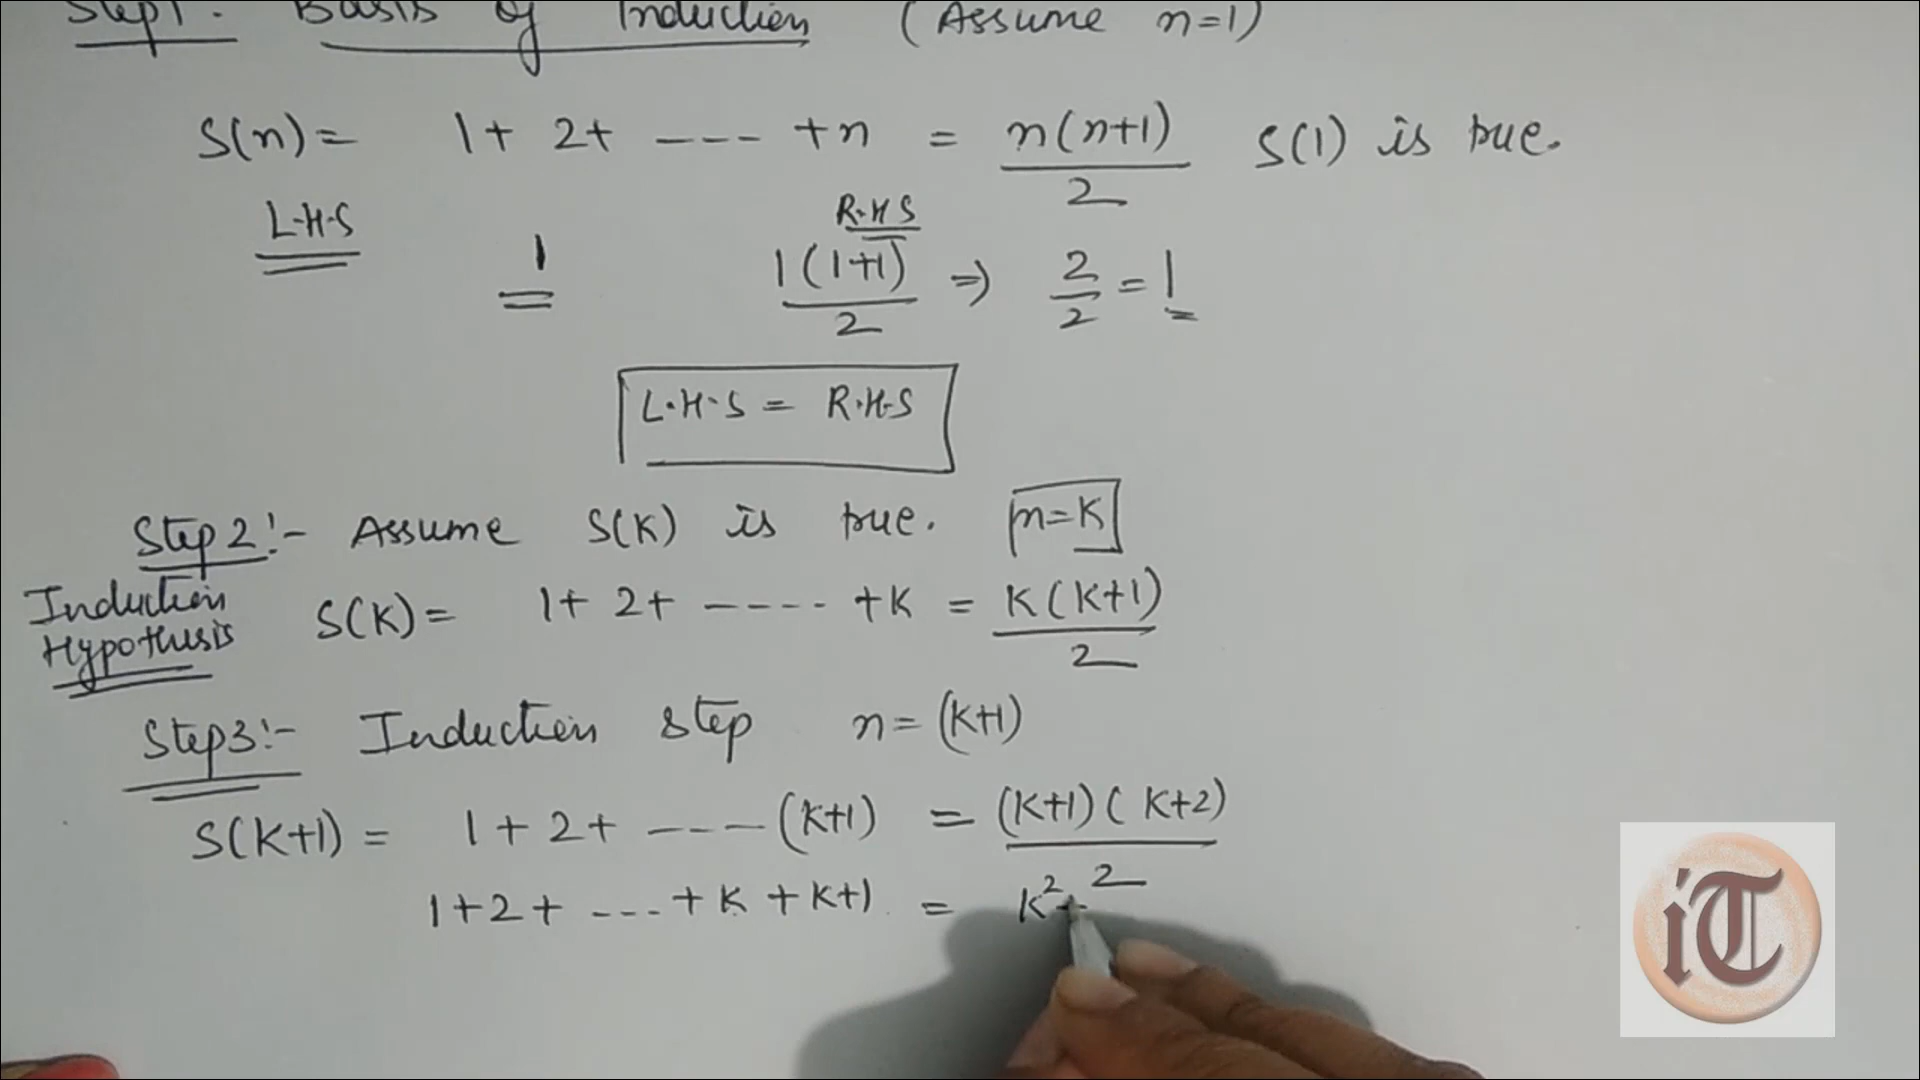 Step1: Basis of Induction (Assume n=1)
S(n)= 1+ 2+ ---- +n = n(n+1)/2 S(1) is true.
L.H.S 1 R.H.S 1(1+1)/2 => 2/2 = 1
L.H.S = R.H.S
Step 2:- Assume S(K) is true. n=K
Induction
Hypothesis
S(K)= 1+ 2+ ----- +K = K(K+1)/2
Step3:- Induction step n=(K+1)
S(K+1)= 1+2+ ----(K+1) = (K+1)(K+2)/2
1+2+ ---+K+K+1 = K²+
iT